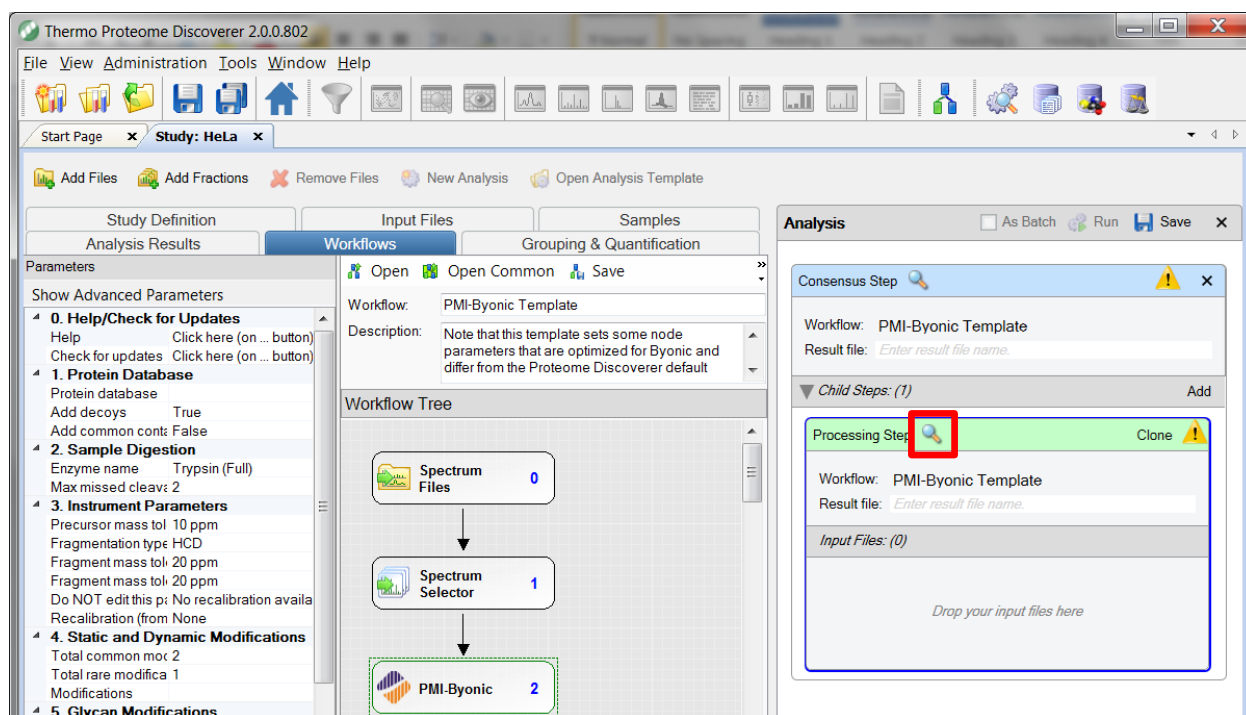 Thermo Proteome Discoverer 2.0.0.802
File View Administration Tools Window Help
Start Page x Study: HeLa x
Add Files Add Fractions Remove Files New Analysis Open Analysis Template
Study Definition Input Files Samples
Analysis Results Workflows Grouping & Quantification
Parameters
Show Advanced Parameters
0. Help/Check for Updates
Help Click here (on ... button)
Check for updates Click here (on ... button)
1. Protein Database
Protein database
Add decoys True
Add common conta False
2. Sample Digestion
Enzyme name Trypsin (Full)
Max missed cleava 2
3. Instrument Parameters
Precursor mass tol 10 ppm
Fragmentation type HCD
Fragment mass tole 20 ppm
Fragment mass tole 20 ppm
Do NOT edit this pa No recalibration availa
Recalibration (from None
4. Static and Dynamic Modifications
Total common mod 2
Total rare modifica 1
Modifications
5. Glycan Modifications
Open Open Common Save
Workflow: PMI-Byonic Template
Description: Note that this template sets some node
parameters that are optimized for Byonic and
differ from the Proteome Discoverer default
Workflow Tree
Spectrum
Files 0
Spectrum
Selector 1
PMI-Byonic 2
Analysis As Batch Run Save x
Consensus Step x
Workflow: PMI-Byonic Template
Result file: Enter result file name.
Child Steps: (1) Add
Processing Step Clone
Workflow: PMI-Byonic Template
Result file: Enter result file name.
Input Files: (0)
Drop your input files here